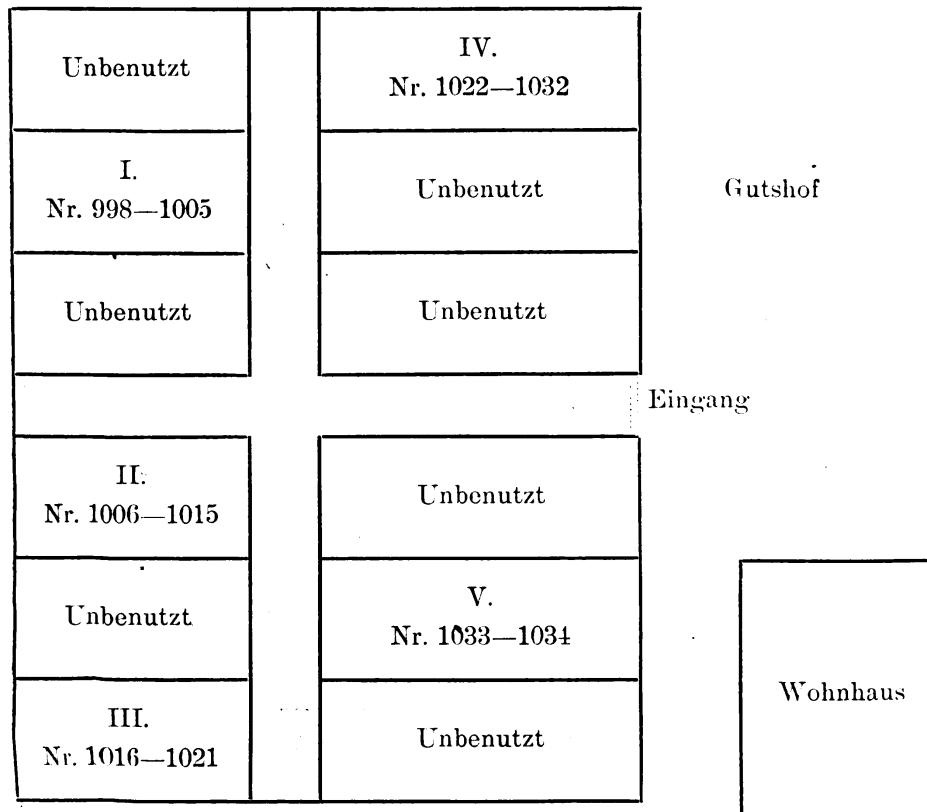 Unbenutzt
IV.
Nr. 1022—1032
I.
Nr. 998—1005
Unbenutzt
Gutshof
Unbenutzt
Unbenutzt
Eingang
II.
Nr. 1006—1015
Unbenutzt
Unbenutzt
V.
Nr. 1033—1034
Wohnhaus
III.
Nr. 1016—1021
Unbenutzt